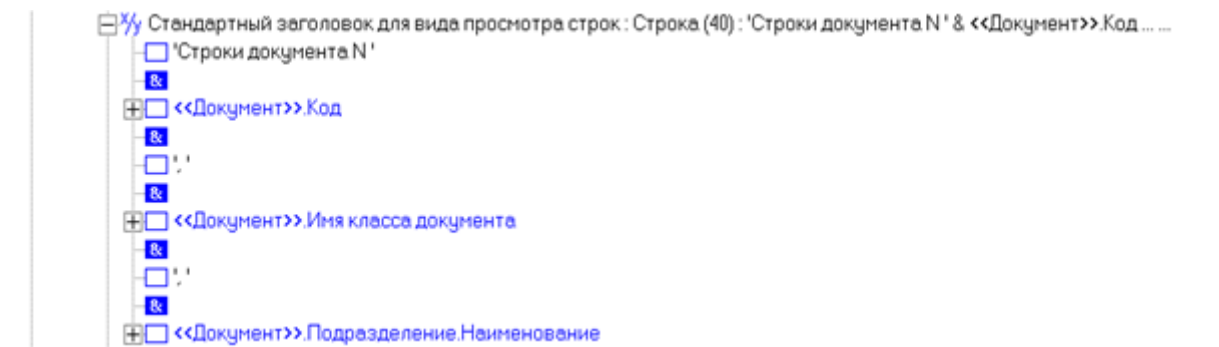 x/y Стандартный заголовок для вида просмотра строк : Строка (40) : 'Строки документа N ' & <<Документ>>.Код ... ...
'Строки документа N '
&
<<Документ>>.Код
&
', '
&
<<Документ>>.Имя класса документа
&
', '
&
<<Документ>>.Подразделение.Наименование